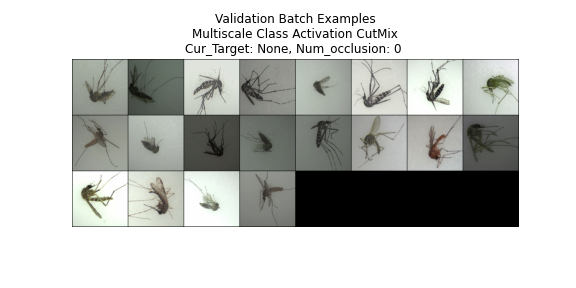 Validation Batch Examples
Multiscale Class Activation CutMix
Cur_Target: None, Num_occlusion: 0